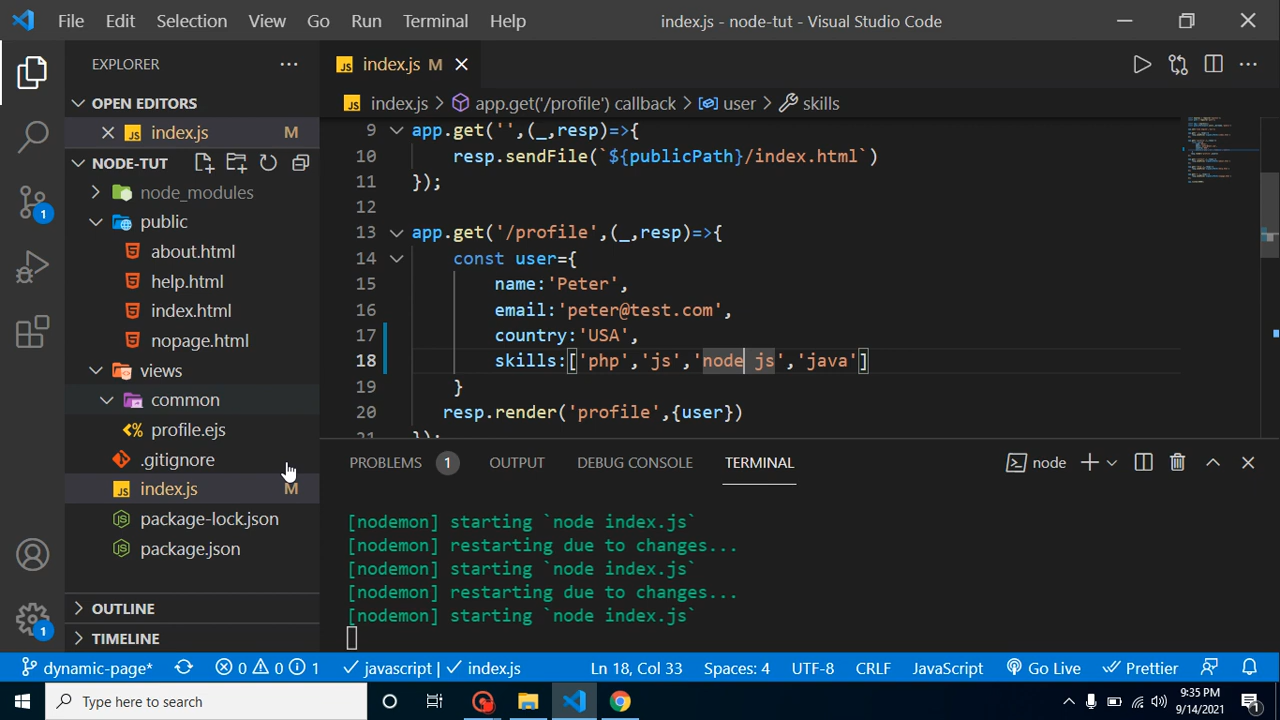 File Edit Selection View Go Run Terminal Help index.js - node-tut - Visual Studio Code
EXPLORER
OPEN EDITORS
index.js M
NODE-TUT
node_modules
public
about.html
help.html
index.html
nopage.html
views
common
profile.ejs
.gitignore
index.js M
package-lock.json
package.json
OUTLINE
TIMELINE
1
1
index.js M
index.js > app.get('/profile') callback > user > skills
9 app.get('',(_,resp)=>{
10 resp.sendFile(`${publicPath}/index.html`)
11 });
12
13 app.get('/profile',(_,resp)=>{
14 const user={
15 name:'Peter',
16 email:'peter@test.com',
17 country:'USA',
18 skills:['php','js','node js','java']
19 }
20 resp.render('profile',{user})
21 });
PROBLEMS 1 OUTPUT DEBUG CONSOLE TERMINAL node
[nodemon] starting `node index.js`
[nodemon] restarting due to changes...
[nodemon] starting `node index.js`
[nodemon] restarting due to changes...
[nodemon] starting `node index.js`
dynamic-page* 0 0 1 javascript | index.js Ln 18, Col 33 Spaces: 4 UTF-8 CRLF JavaScript Go Live Prettier
Type here to search
9:35 PM
9/14/2021
1